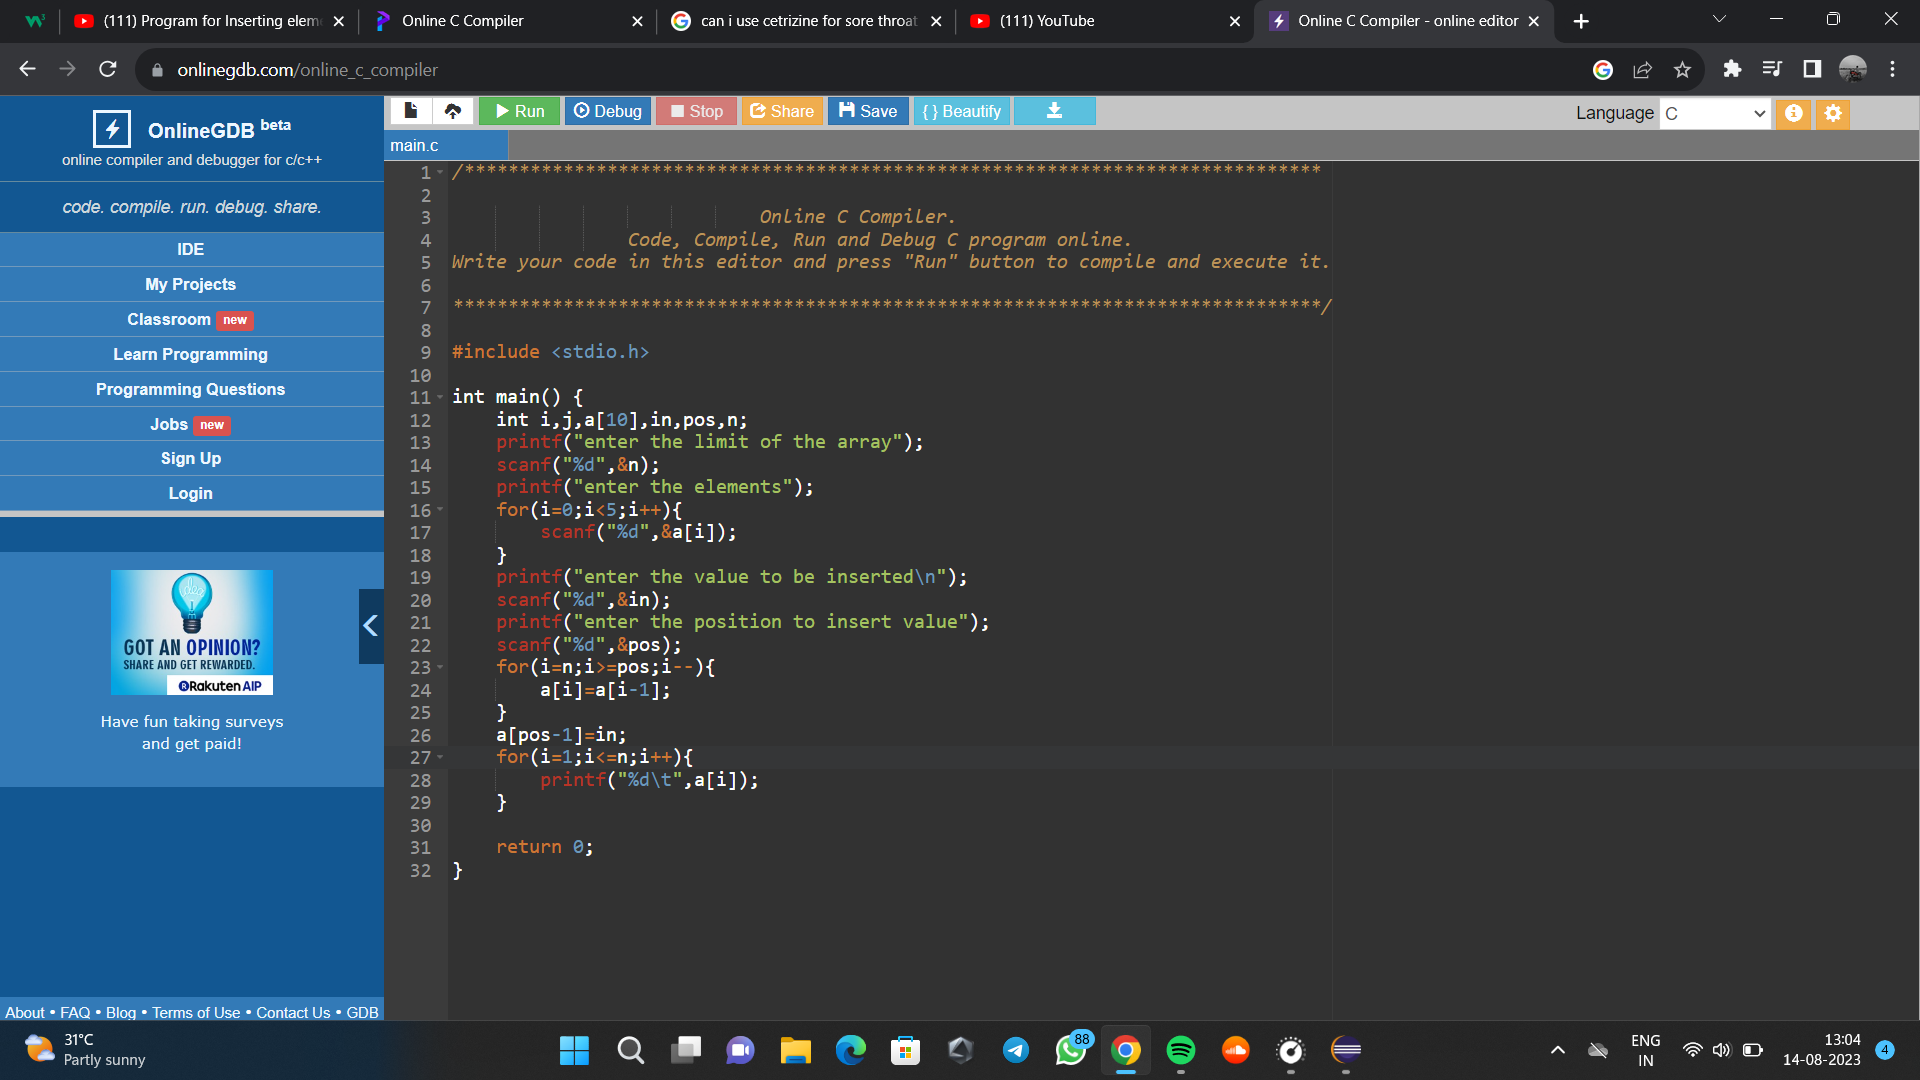 (111) Program for Inserting elem
Online C Compiler
can i use cetrizine for sore throat
(111) YouTube
Online C Compiler - online editor
onlinegdb.com/online_c_compiler
OnlineGDB beta
online compiler and debugger for c/c++
code. compile. run. debug. share.
IDE
My Projects
Classroom new
Learn Programming
Programming Questions
Jobs new
Sign Up
Login
GOT AN OPINION?
SHARE AND GET REWARDED.
Rakuten AIP
Have fun taking surveys
and get paid!
About • FAQ • Blog • Terms of Use • Contact Us • GDB
Run Debug Stop Share Save { } Beautify
Language C
main.c
1 /******************************************************************************
2
3 Online C Compiler.
4 Code, Compile, Run and Debug C program online.
5 Write your code in this editor and press "Run" button to compile and execute it.
6
7 *******************************************************************************/
8
9 #include <stdio.h>
10
11 int main() {
12 int i,j,a[10],in,pos,n;
13 printf("enter the limit of the array");
14 scanf("%d",&n);
15 printf("enter the elements");
16 for(i=0;i<5;i++){
17 scanf("%d",&a[i]);
18 }
19 printf("enter the value to be inserted\n");
20 scanf("%d",&in);
21 printf("enter the position to insert value");
22 scanf("%d",&pos);
23 for(i=n;i>=pos;i--){
24 a[i]=a[i-1];
25 }
26 a[pos-1]=in;
27 for(i=1;i<=n;i++){
28 printf("%d\t",a[i]);
29 }
30
31 return 0;
32 }
31°C
Partly sunny
88
ENG
IN
13:04
14-08-2023
4